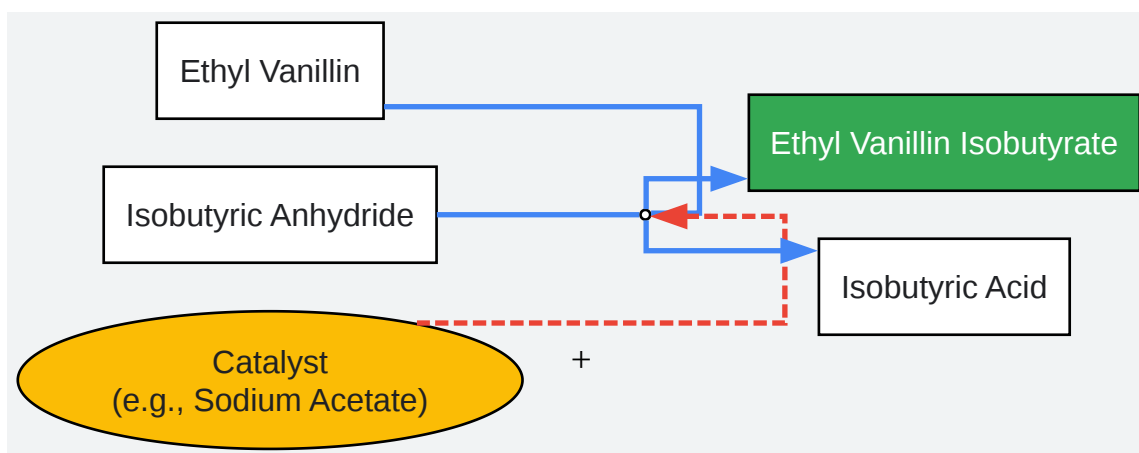 Ethyl Vanillin
Ethyl Vanillin Isobutyrate
Isobutyric Anhydride
Isobutyric Acid
Catalyst
(e.g., Sodium Acetate)
+